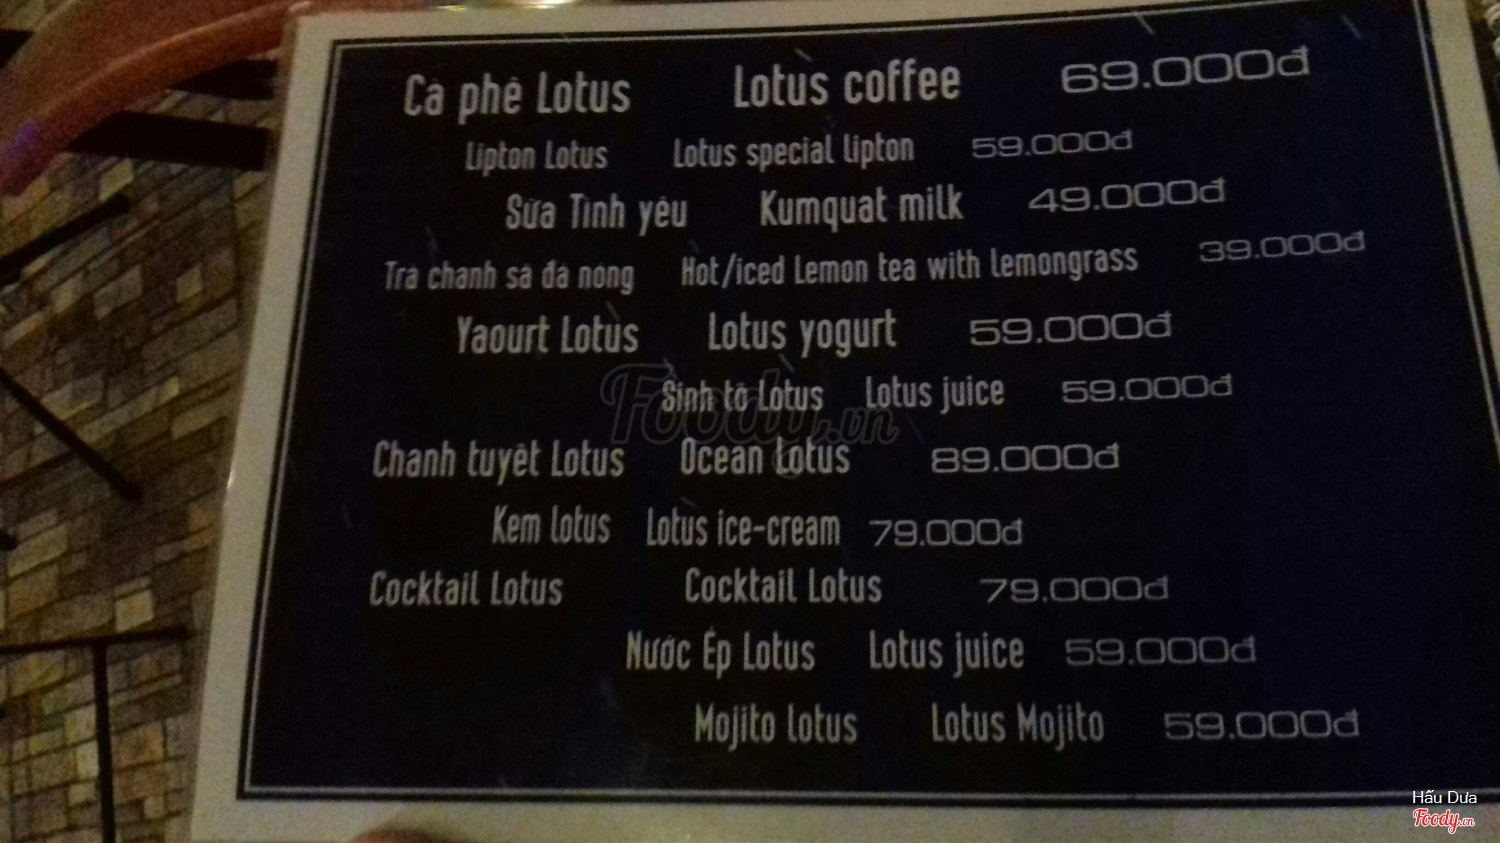 Cà phê Lotus Lotus coffee 69.000đ
Lipton Lotus Lotus special lipton 59.000đ
Sữa Tình yêu Kumquat milk 49.000đ
Trà chanh sả đá nóng Hot/iced Lemon tea with lemongrass 39.000đ
Yaourt Lotus Lotus yogurt 59.000đ
Sinh tố Lotus Lotus juice 59.000đ
Chanh tuyết Lotus Ocean Lotus 89.000đ
Kem lotus Lotus ice-cream 79.000đ
Cocktail Lotus Cocktail Lotus 79.000đ
Nước Ép Lotus Lotus juice 59.000đ
Mojito lotus Lotus Mojito 59.000đ
Foody.vn
Hấu Dưa
Foody.vn